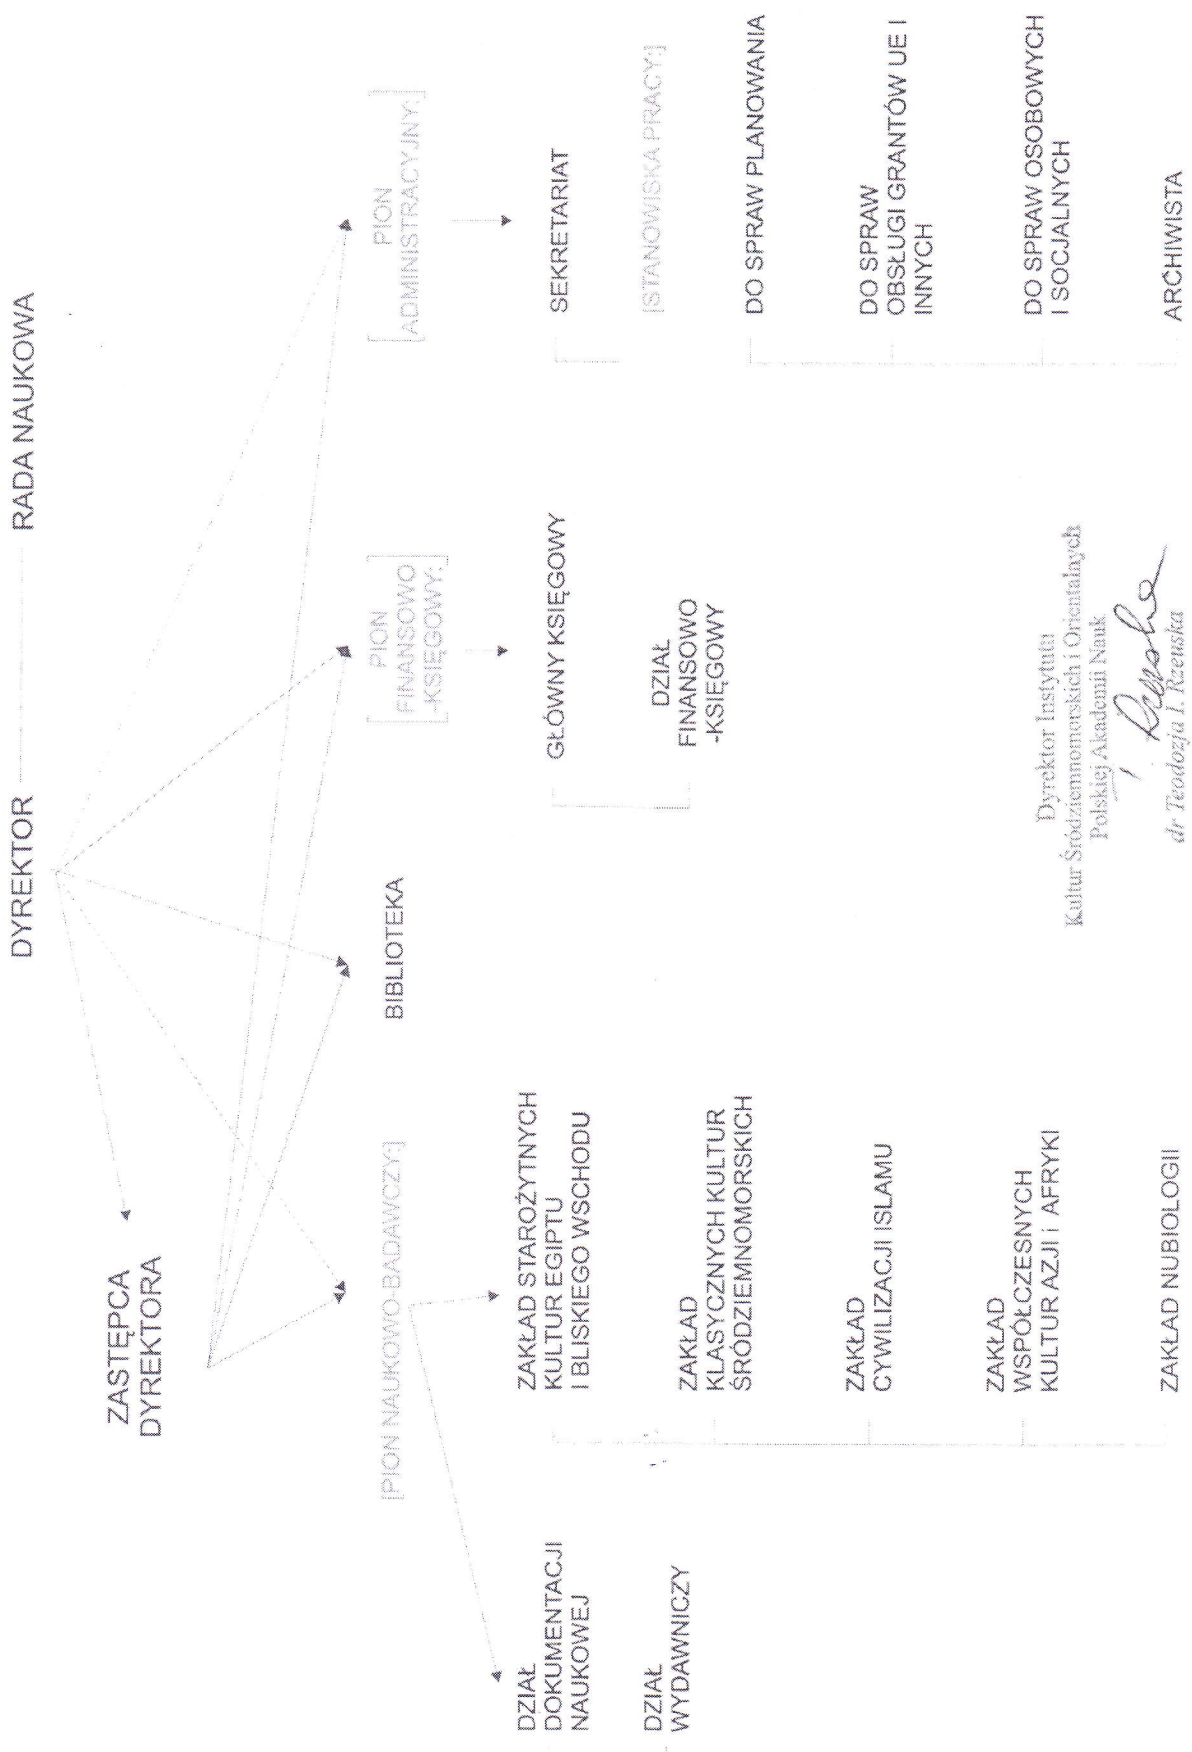 DYREKTOR
RADA NAUKOWA
ZASTĘPCA
DYREKTORA
[PION NAUKOWO-BADAWCZY:]
BIBLIOTEKA
PION
FINANSOWO
-KSIĘGOWY:
PION
ADMINISTRACYJNY:
DZIAŁ
DOKUMENTACJI
NAUKOWEJ
DZIAŁ
WYDAWNICZY
ZAKŁAD STAROŻYTNYCH
KULTUR EGIPTU
I BLISKIEGO WSCHODU
ZAKŁAD
KLASYCZNYCH KULTUR
ŚRÓDZIEMNOMORSKICH
ZAKŁAD
CYWILIZACJI ISLAMU
ZAKŁAD
WSPÓŁCZESNYCH
KULTUR AZJI i AFRYKI
ZAKŁAD NUBIOLOGII
GŁÓWNY KSIĘGOWY
DZIAŁ
FINANSOWO
-KSIĘGOWY
SEKRETARIAT
[STANOWISKA PRACY:]
DO SPRAW PLANOWANIA
DO SPRAW
OBSŁUGI GRANTÓW UE I
INNYCH
DO SPRAW OSOBOWYCH
I SOCJALNYCH
ARCHIWISTA
Dyrektor Instytutu
Kultur Śródziemnomorskich i Orientalnych
Polskiej Akademii Nauk
dr Teodozja I. Rzeuska